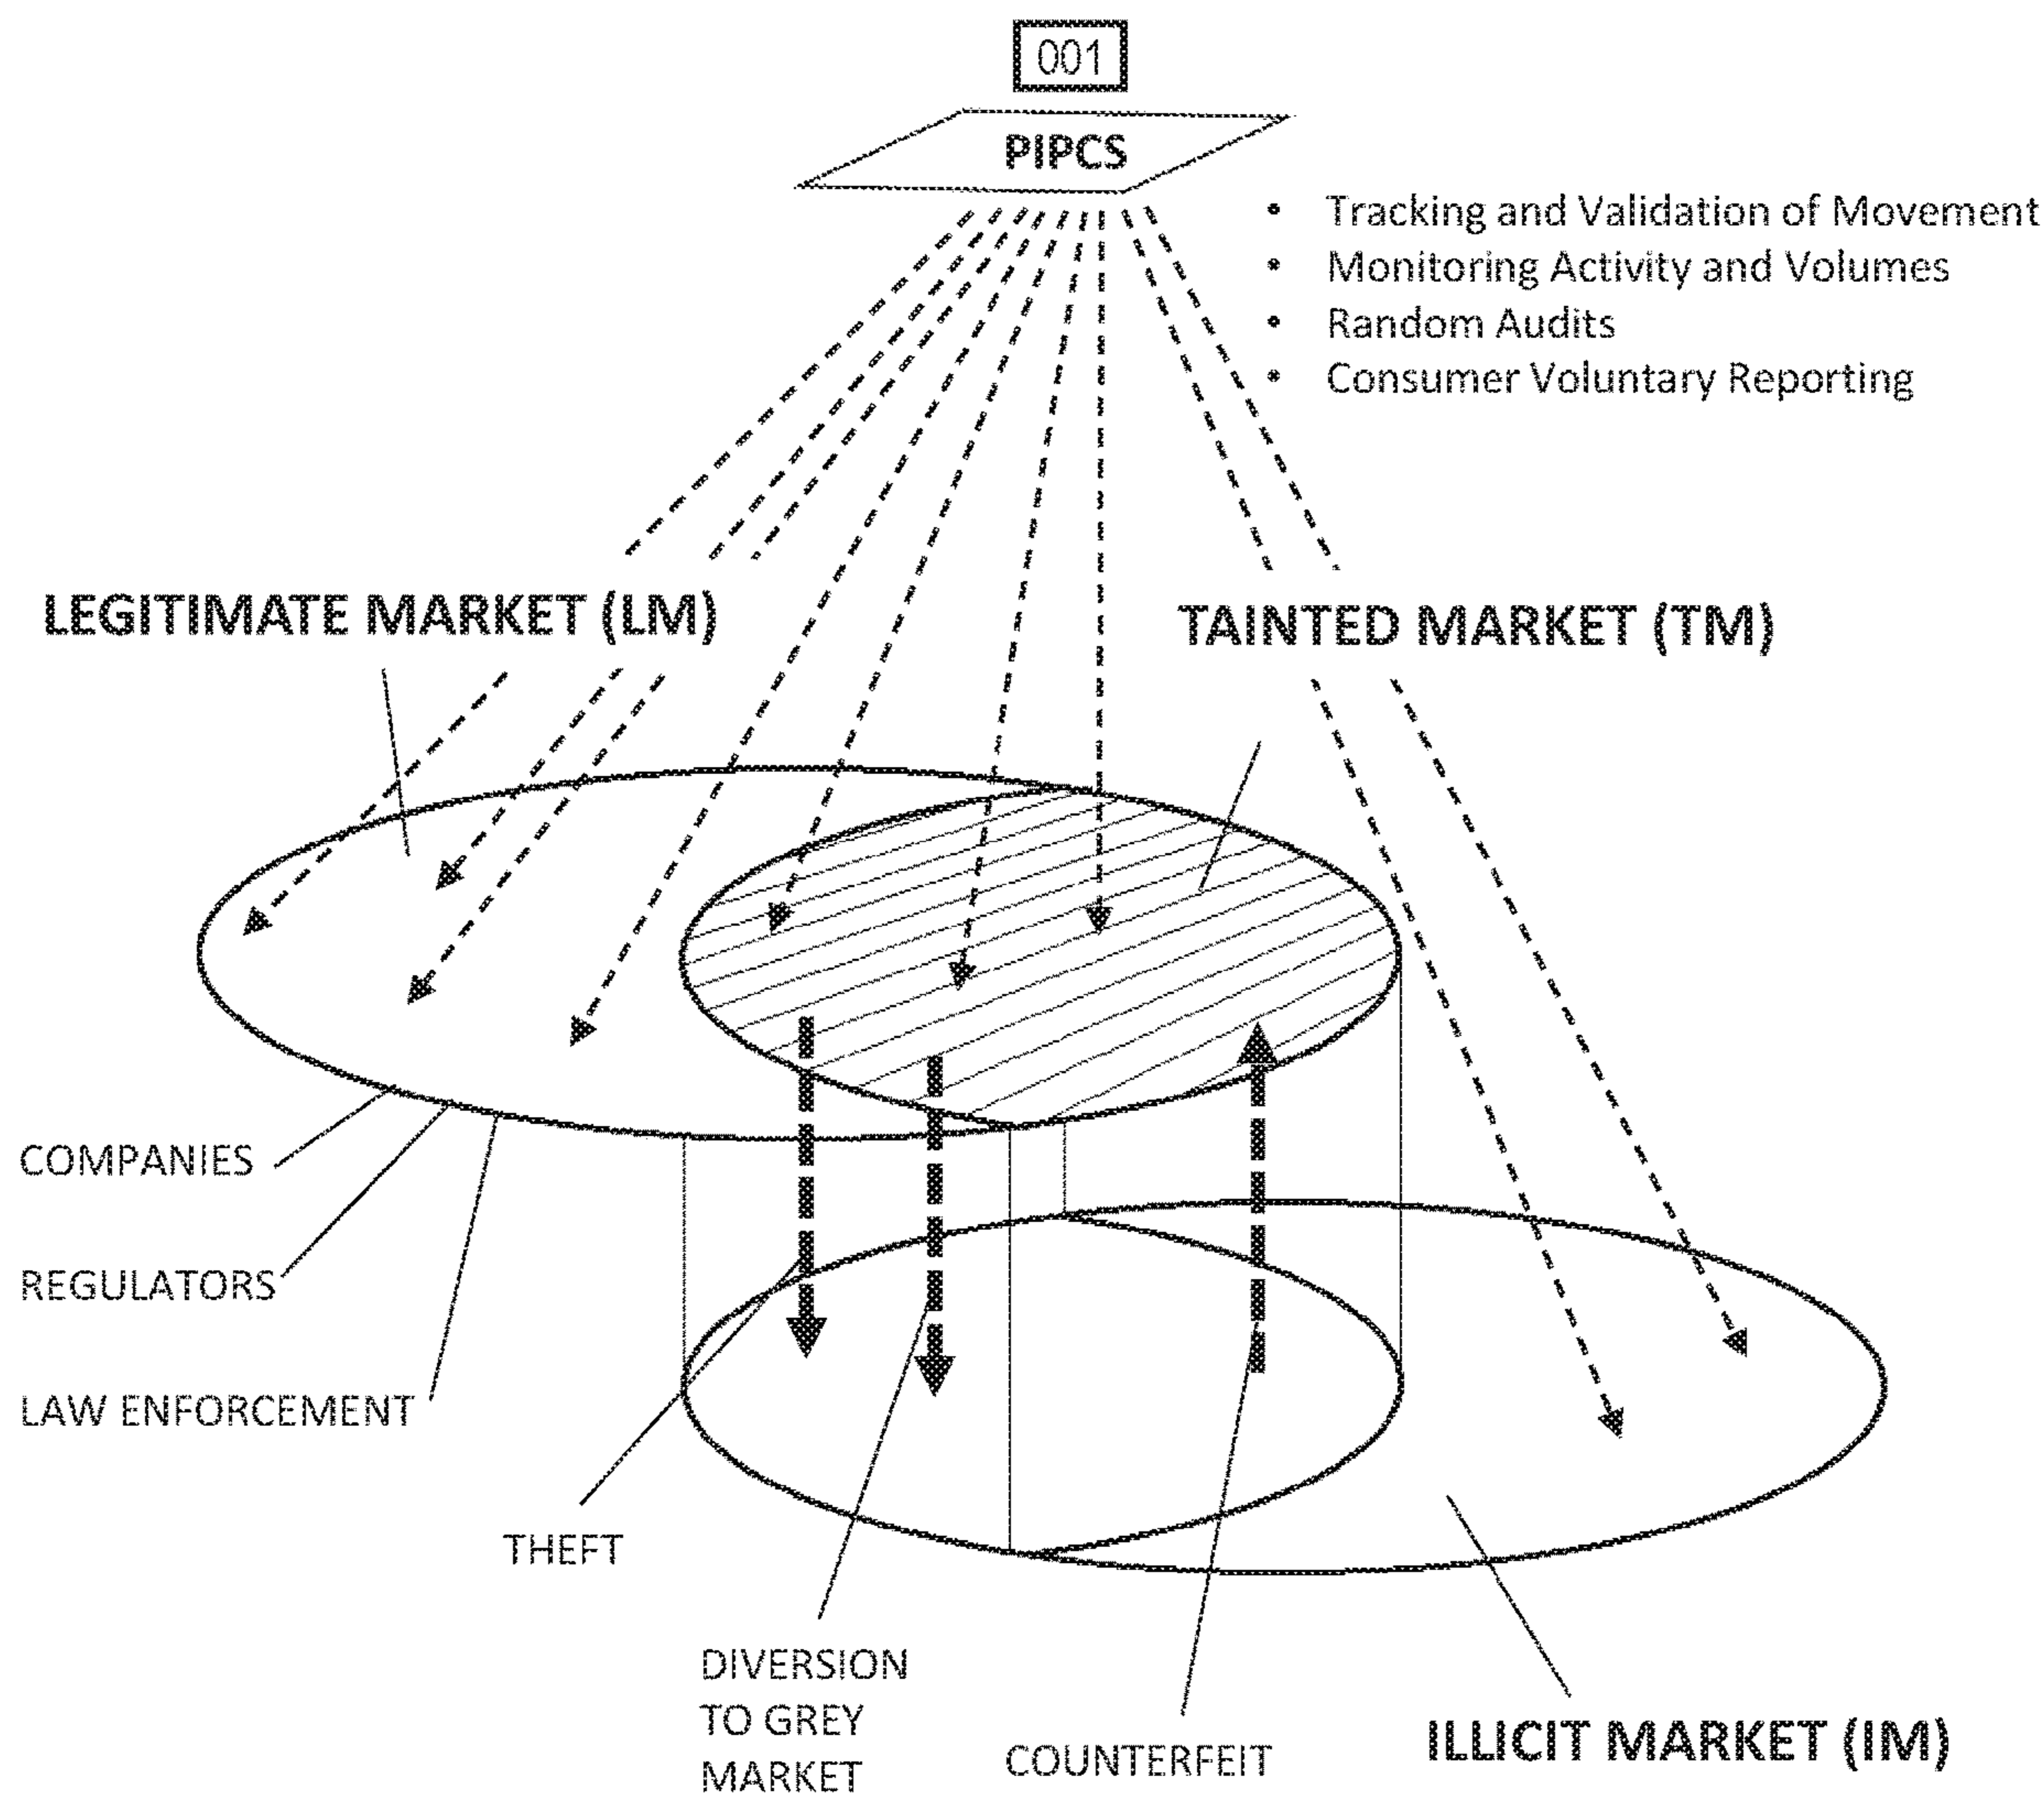 001
PIPCS
• Tracking and Validation of Movement
• Monitoring Activity and Volumes
• Random Audits
• Consumer Voluntary Reporting
LEGITIMATE MARKET (LM)
TAINTED MARKET (TM)
COMPANIES
REGULATORS
LAW ENFORCEMENT
THEFT
DIVERSION
TO GREY
MARKET
COUNTERFEIT
ILLICIT MARKET (IM)